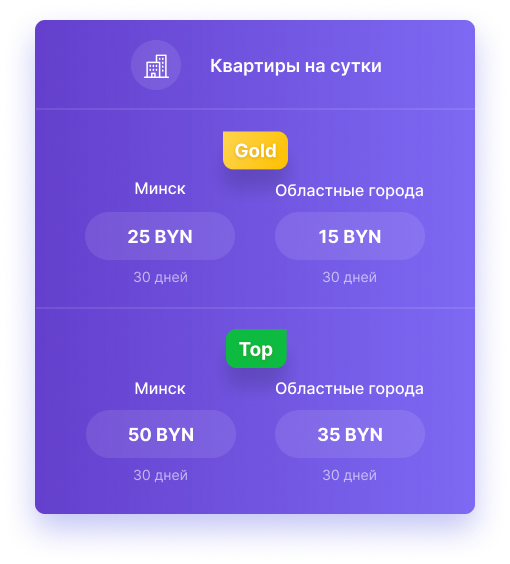 Квартиры на сутки
Gold
Минск
Областные города
25 BYN
15 BYN
30 дней
30 дней
Top
Минск
Областные города
50 BYN
35 BYN
30 дней
30 дней